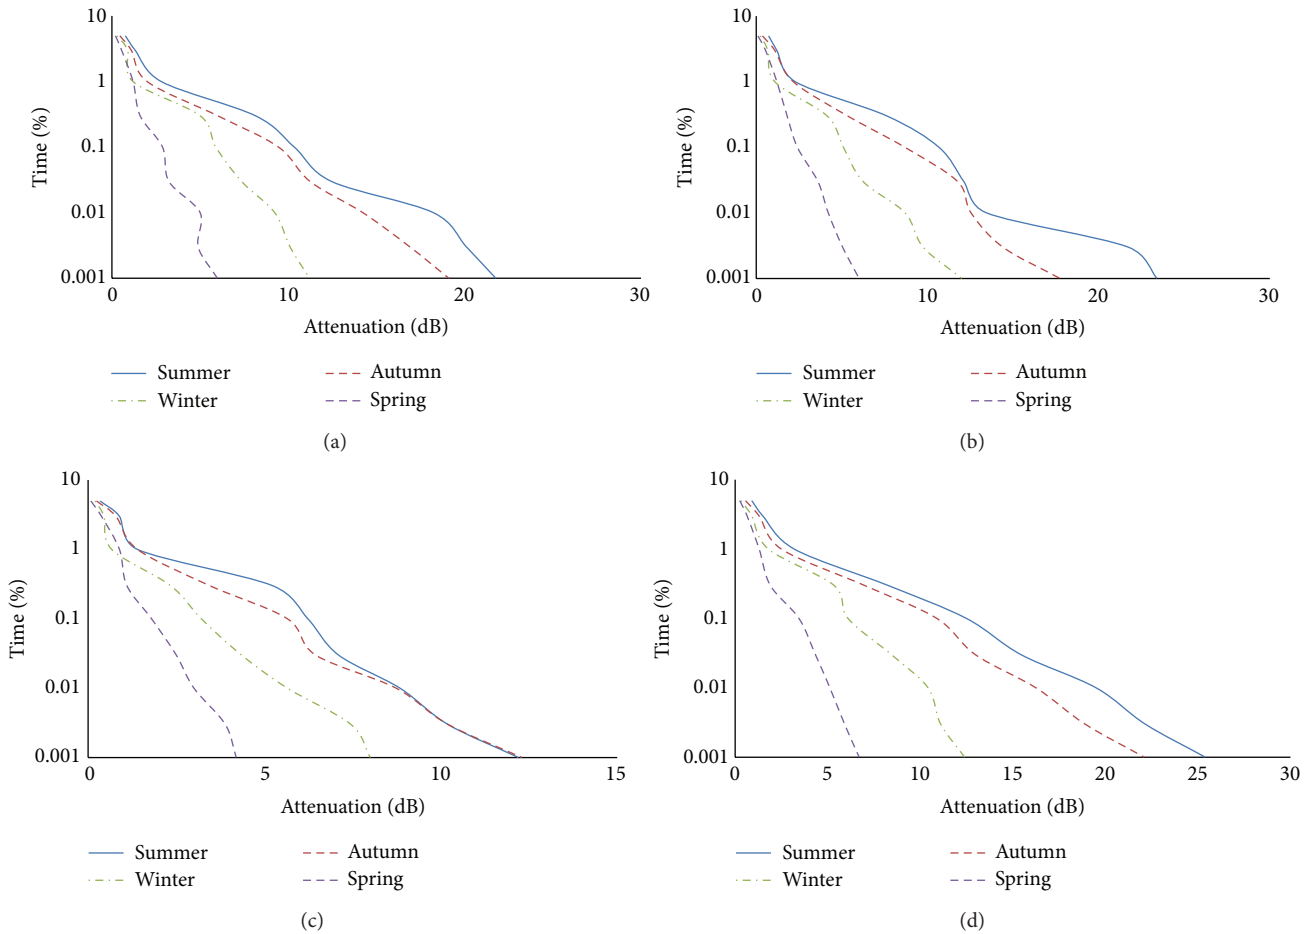 10
1
0.1
0.01
0.001
Time (%)
0 10 20 30
Attenuation (dB)
Summer Autumn
Winter Spring
(a)
10
1
0.1
0.01
0.001
Time (%)
0 10 20 30
Attenuation (dB)
Summer Autumn
Winter Spring
(b)
10
1
0.1
0.01
0.001
Time (%)
0 5 10 15
Attenuation (dB)
Summer Autumn
Winter Spring
(c)
10
1
0.1
0.01
0.001
Time (%)
0 5 10 15 20 25 30
Attenuation (dB)
Summer Autumn
Winter Spring
(d)